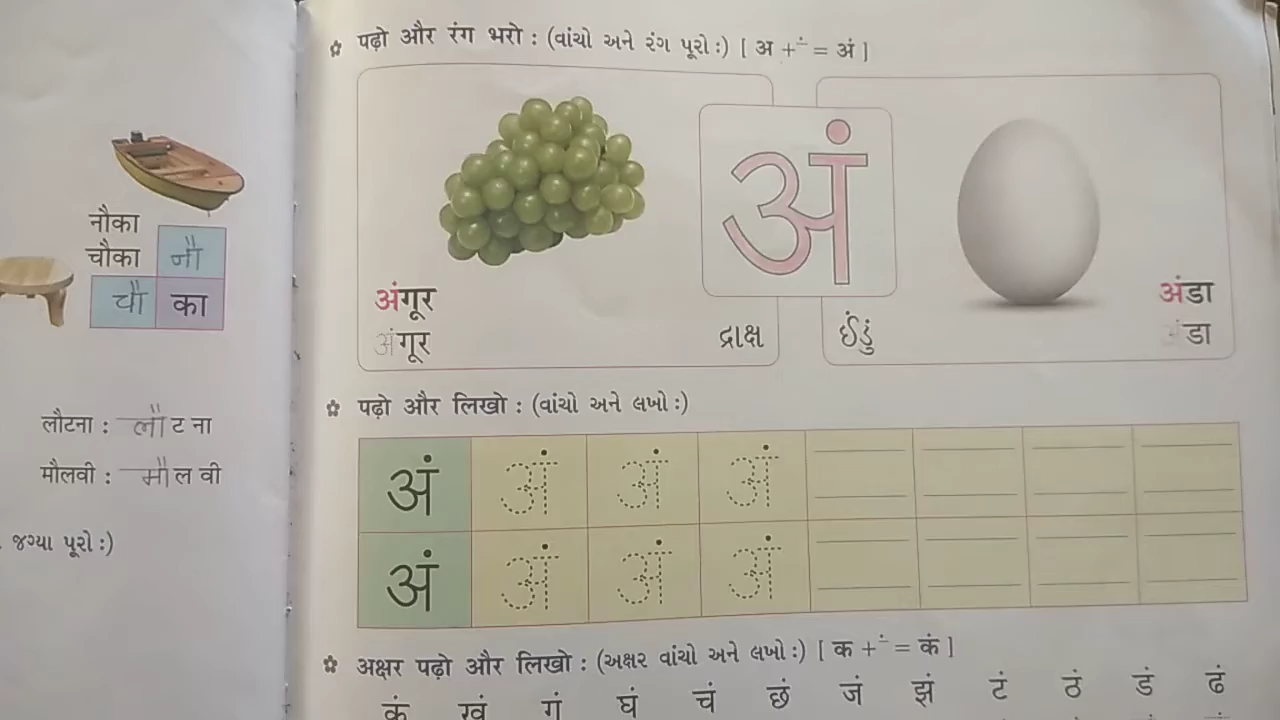 नौका
चौका नौ
चौ का
लौटना : लौ ट ना
मौलवी : मौ ल वी
જગ્યા પૂરો :)
पढ़ो और रंग भरो : (વાંચો અને રંગ પૂરો :) [ अ + ं = अं ]
अं
अंगूर
अंगूर
દ્રાક્ષ
अंडा
अंडा
ઈંડું
पढ़ो और लिखो : (વાંચો અને લખો :)
अं अं अं अं
अं अं अं अं
अक्षर पढ़ो और लिखो : (અક્ષર વાંચો અને લખો :) [ क + ं = कं ]
कं खं गं घं चं छं जं झं टं ठं डं ढं